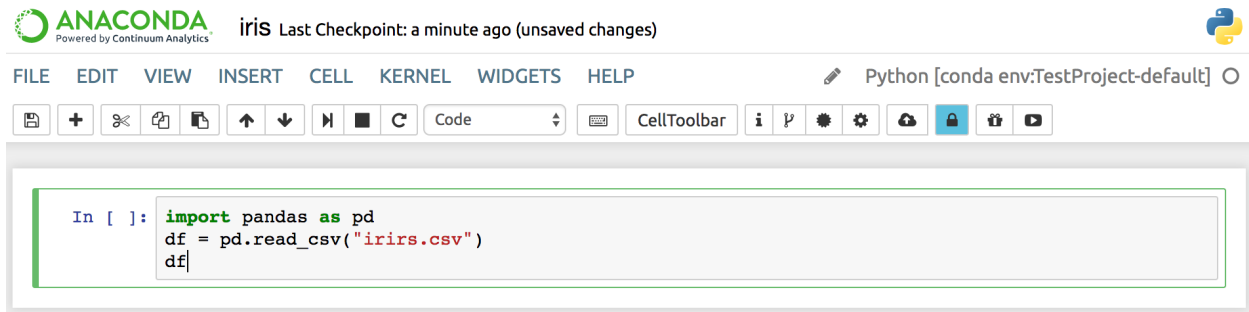 ANACONDA
Powered by Continuum Analytics
iris Last Checkpoint: a minute ago (unsaved changes)
FILE EDIT VIEW INSERT CELL KERNEL WIDGETS HELP Python [conda env:TestProject-default]
Code CellToolbar
In [ ]: import pandas as pd
df = pd.read_csv("irirs.csv")
df